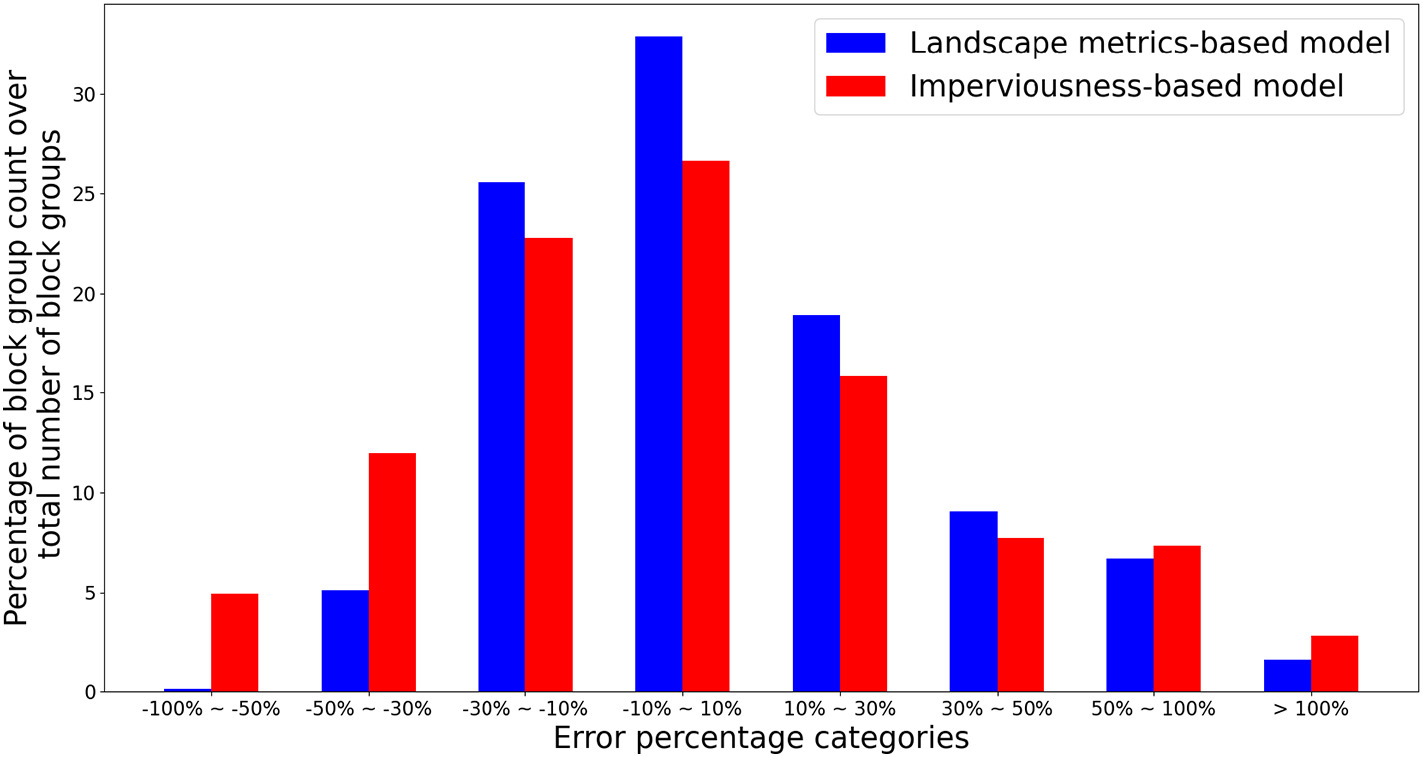 Percentage of block group count over
total number of block groups
30
25
20
15
10
5
0
Landscape metrics-based model
Imperviousness-based model
-100% ~ -50%
-50% ~ -30%
-30% ~ -10%
-10% ~ 10%
10% ~ 30%
30% ~ 50%
50% ~ 100%
> 100%
Error percentage categories